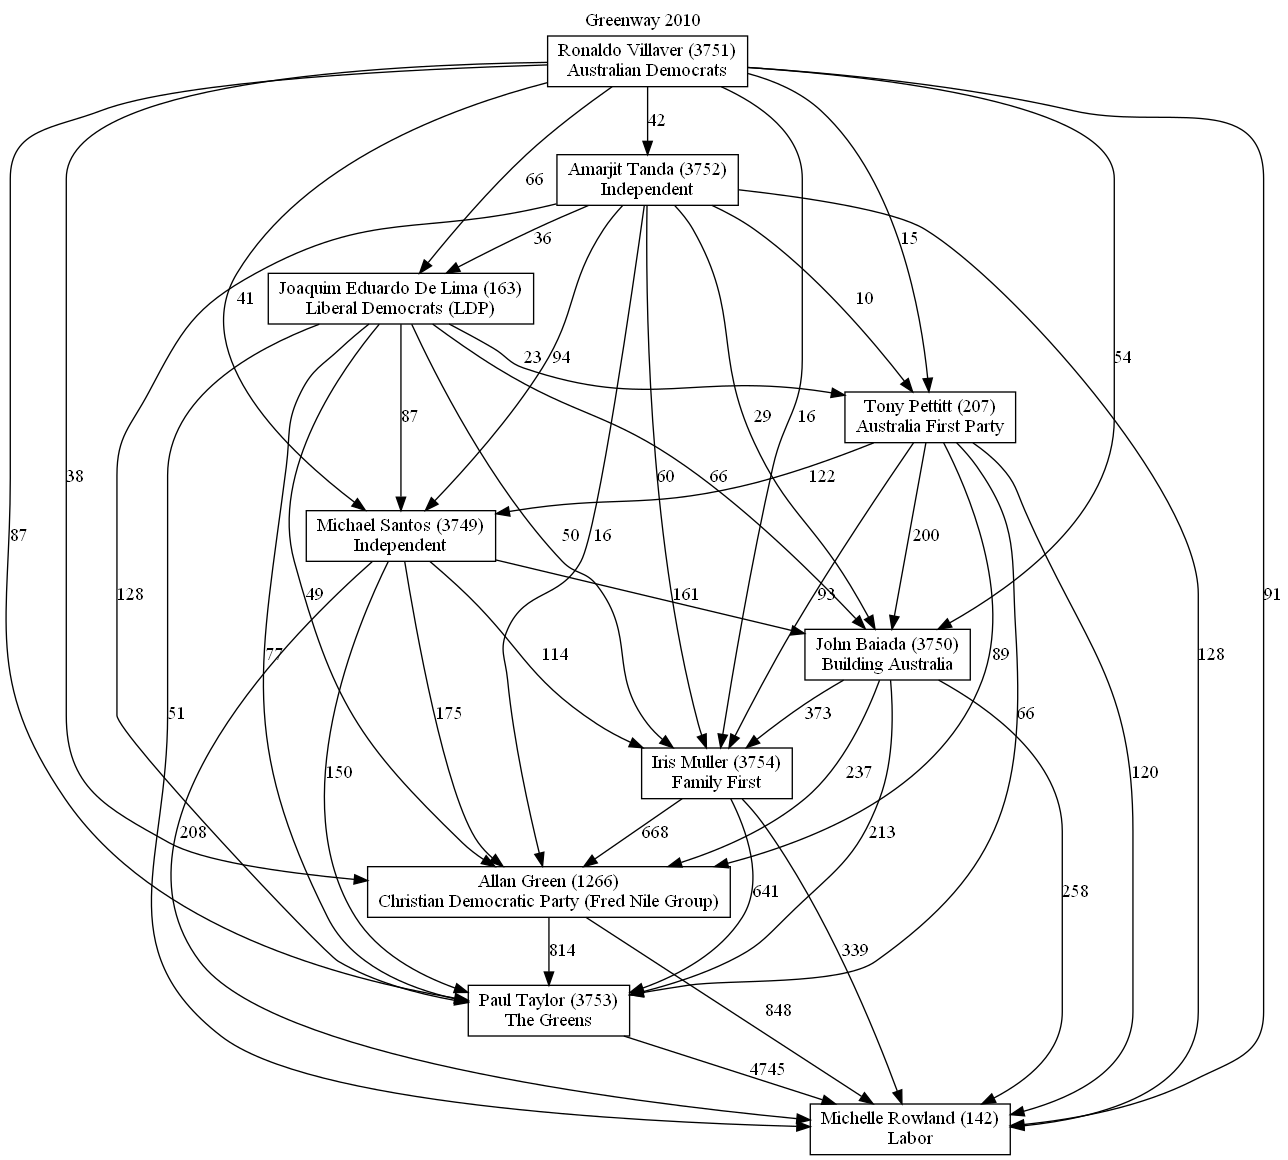 Greenway 2010
Ronaldo Villaver (3751)
Australian Democrats
42
Amarjit Tanda (3752)
Independent
66
36
15
Joaquim Eduardo De Lima (163)
Liberal Democrats (LDP)
41
10
23
94
54
Tony Pettitt (207)
Australia First Party
87
29
16
38
66
60
122
Michael Santos (3749)
Independent
87
50
16
200
128
49
161
93
91
John Baiada (3750)
Building Australia
77
114
89
128
51
175
373
66
Iris Muller (3754)
Family First
150
237
120
208
668
213
Allan Green (1266)
Christian Democratic Party (Fred Nile Group)
641
258
814
339
Paul Taylor (3753)
The Greens
848
4745
Michelle Rowland (142)
Labor